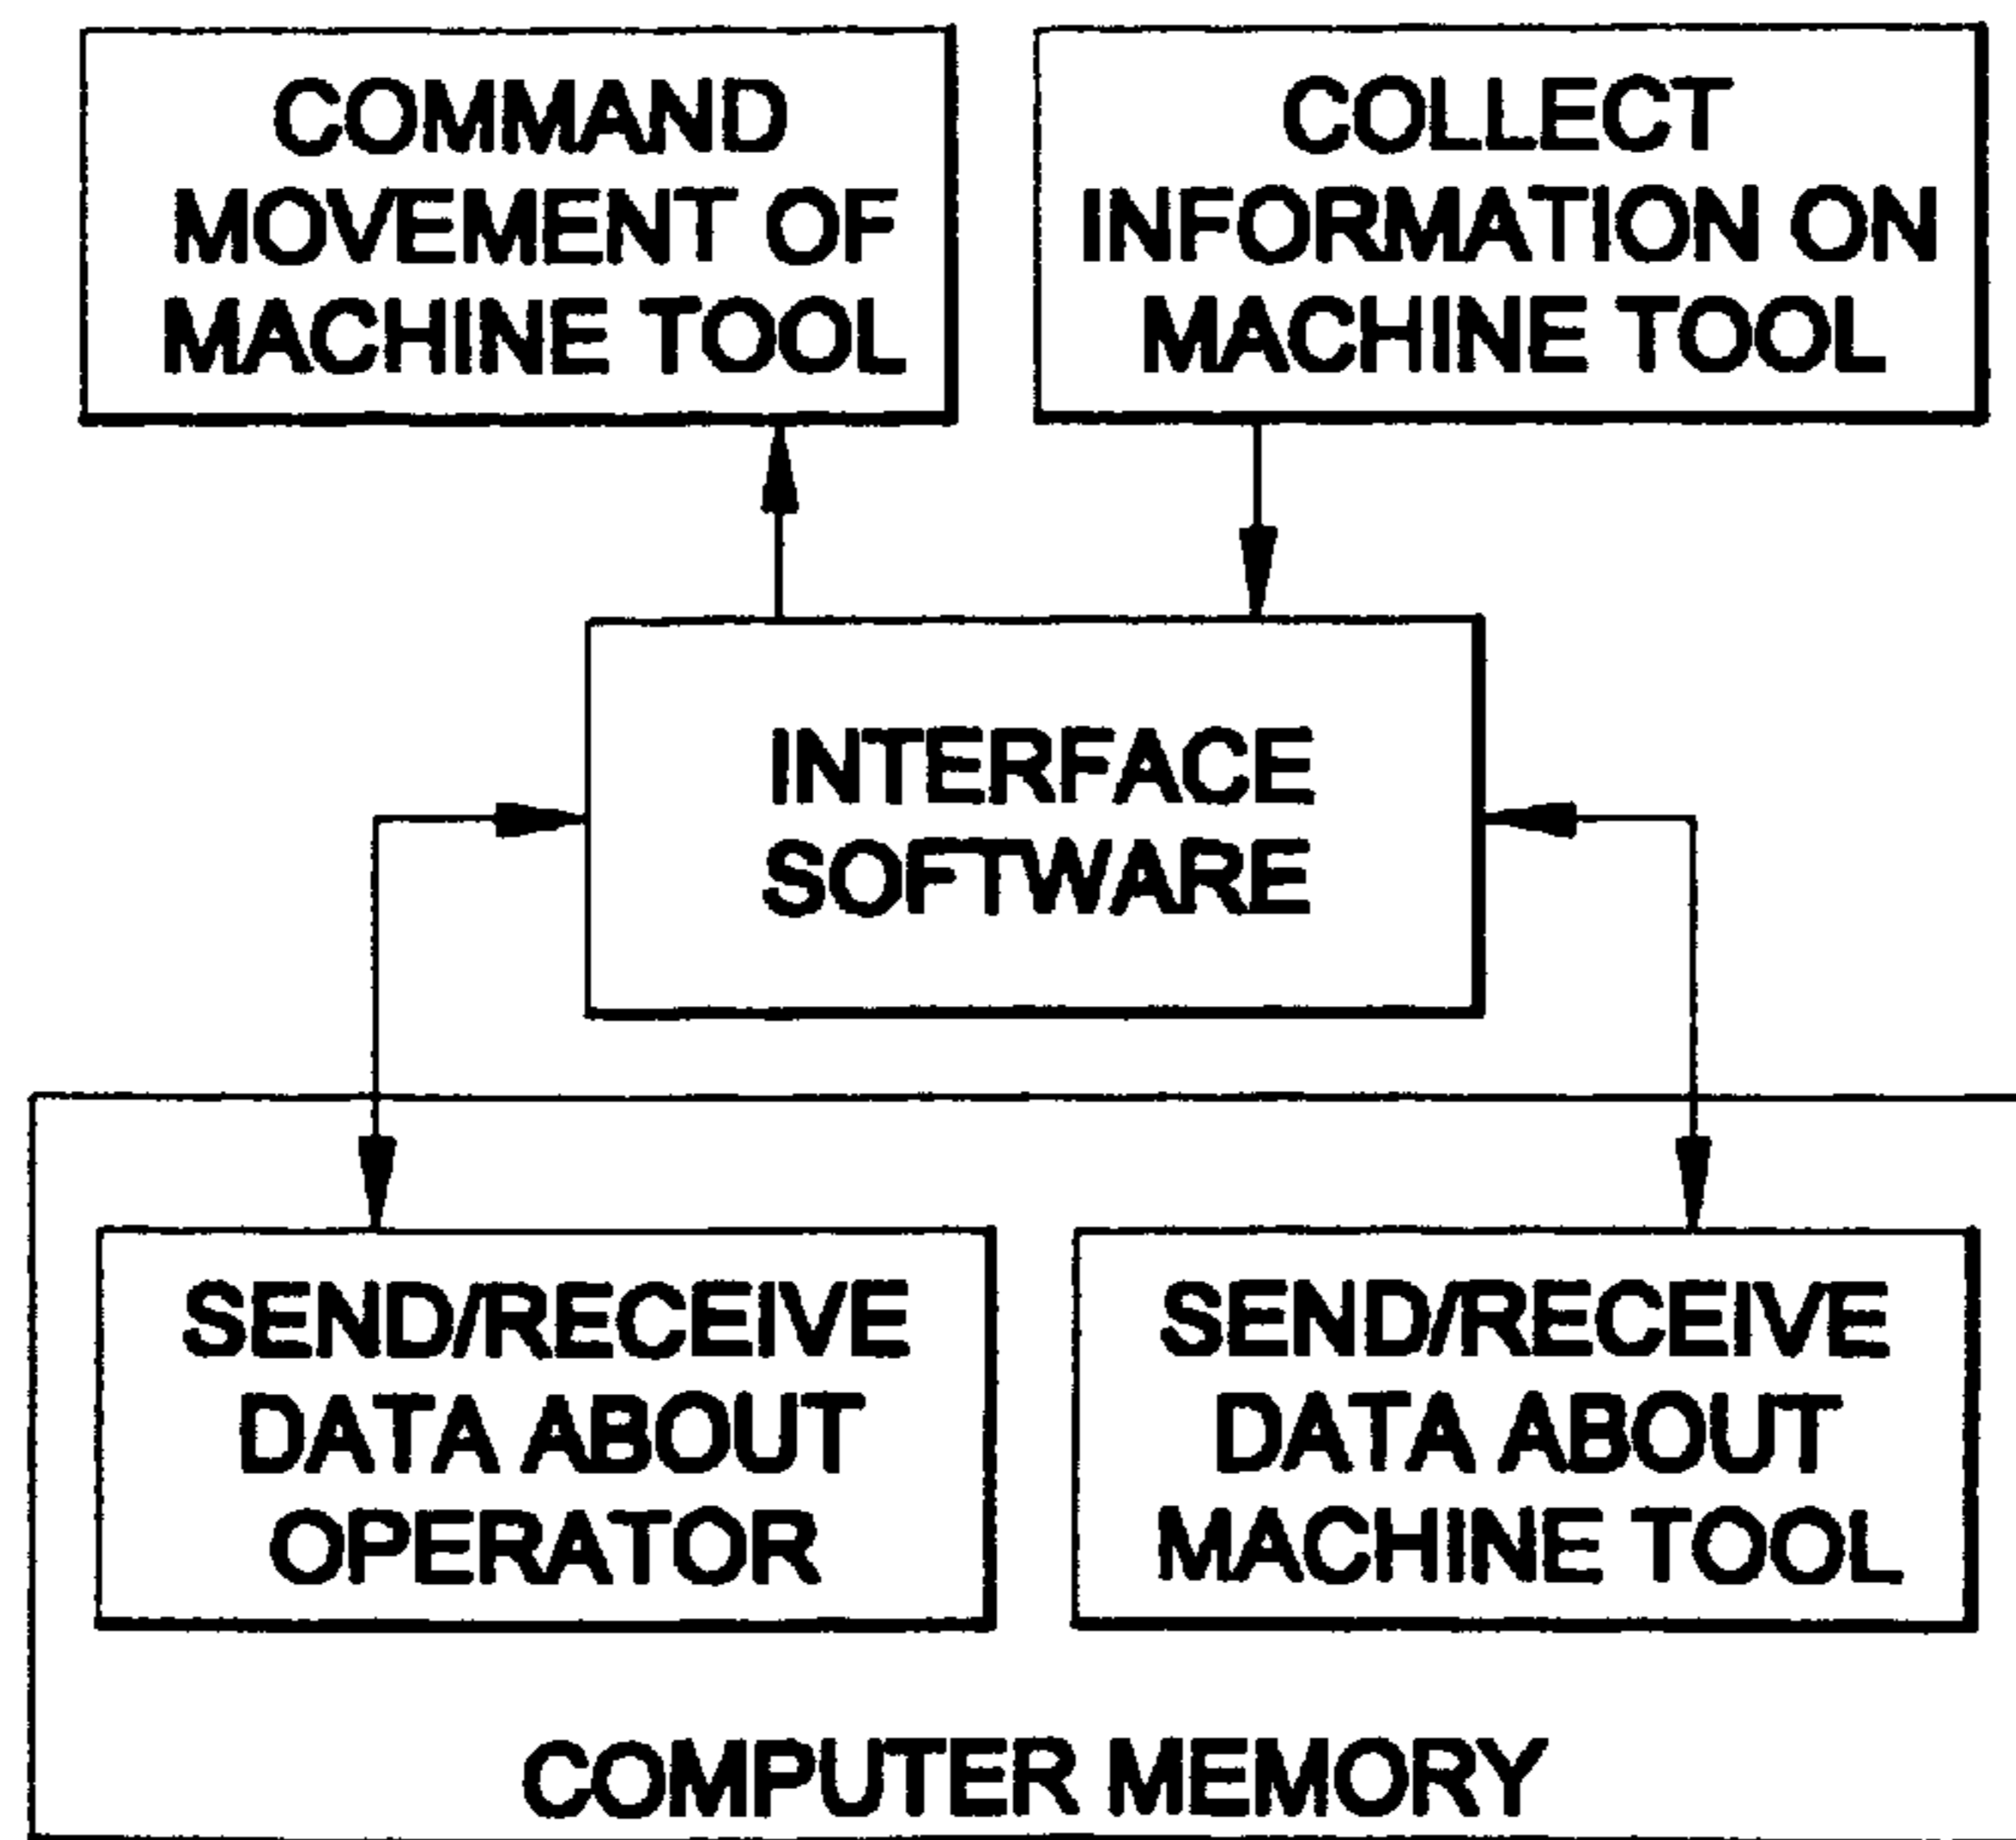 COMMAND
MOVEMENT OF
MACHINE TOOL
COLLECT
INFORMATION ON
MACHINE TOOL
INTERFACE
SOFTWARE
SEND/RECEIVE
DATA ABOUT
OPERATOR
SEND/RECEIVE
DATA ABOUT
MACHINE TOOL
COMPUTER MEMORY